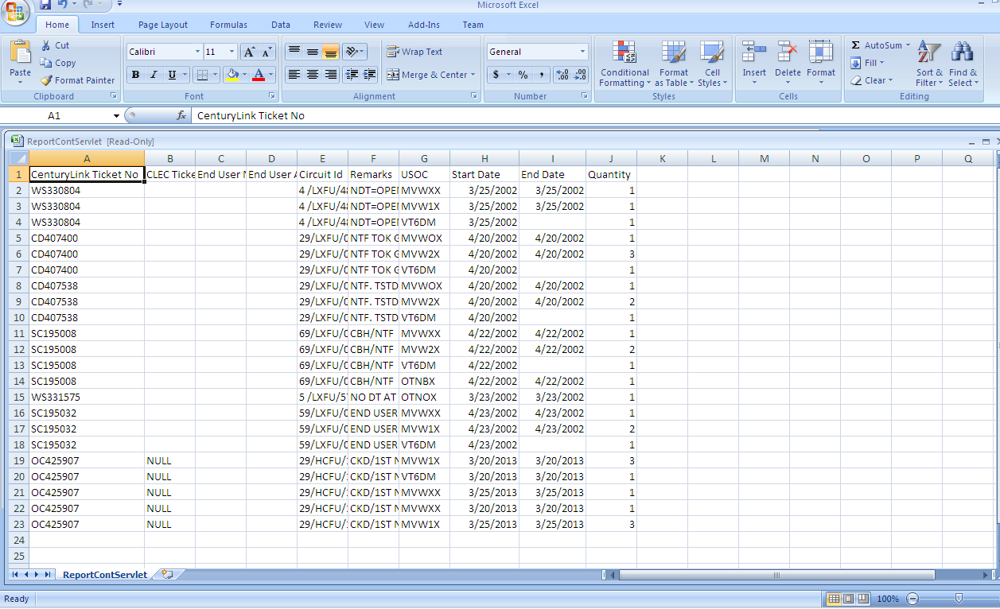 Microsoft Excel
Home Insert Page Layout Formulas Data Review View Add-Ins Team
Paste Cut Copy Format Painter Clipboard
Calibri 11 A A B I U A Font
Wrap Text Merge & Center Alignment
General $ % , .00 .00 Number
Conditional Formatting Format as Table Cell Styles Styles
Insert Delete Format Cells
Σ AutoSum Fill Clear Sort & Filter Find & Select Editing
A1 fx CenturyLink Ticket No
ReportContServlet [Read-Only]
A B C D E F G H I J K L M N O P Q
1 CenturyLink Ticket No CLEC Ticke End User N End User A Circuit Id Remarks USOC Start Date End Date Quantity
2 WS330804 4 /LXFU/48 NDT=OPEN MVWXX 3/25/2002 3/25/2002 1
3 WS330804 4 /LXFU/48 NDT=OPEN MVW1X 3/25/2002 3/25/2002 1
4 WS330804 4 /LXFU/48 NDT=OPEN VT6DM 3/25/2002 1
5 CD407400 29/LXFU/0 NTF TOK G MVWOX 4/20/2002 4/20/2002 1
6 CD407400 29/LXFU/0 NTF TOK G MVW2X 4/20/2002 4/20/2002 3
7 CD407400 29/LXFU/0 NTF TOK G VT6DM 4/20/2002 1
8 CD407538 29/LXFU/0 NTF. TSTD MVWOX 4/20/2002 4/20/2002 1
9 CD407538 29/LXFU/0 NTF. TSTD MVW2X 4/20/2002 4/20/2002 2
10 CD407538 29/LXFU/0 NTF. TSTD VT6DM 4/20/2002 1
11 SC195008 69/LXFU/0 CBH/NTF MVWXX 4/22/2002 4/22/2002 1
12 SC195008 69/LXFU/0 CBH/NTF MVW2X 4/22/2002 4/22/2002 2
13 SC195008 69/LXFU/0 CBH/NTF VT6DM 4/22/2002 1
14 SC195008 69/LXFU/0 CBH/NTF OTNBX 4/22/2002 4/22/2002 1
15 WS331575 5 /LXFU/57 NO DT AT OTNOX 3/23/2002 3/23/2002 1
16 SC195032 59/LXFU/0 END USER MVWXX 4/23/2002 4/23/2002 1
17 SC195032 59/LXFU/0 END USER MVW1X 4/23/2002 4/23/2002 2
18 SC195032 59/LXFU/0 END USER VT6DM 4/23/2002 1
19 OC425907 NULL 29/HCFU/1 CKD/1ST N MVW1X 3/20/2013 3/20/2013 3
20 OC425907 NULL 29/HCFU/1 CKD/1ST N VT6DM 3/20/2013 3/20/2013 1
21 OC425907 NULL 29/HCFU/1 CKD/1ST N MVWXX 3/25/2013 3/25/2013 1
22 OC425907 NULL 29/HCFU/1 CKD/1ST N MVWXX 3/20/2013 3/20/2013 1
23 OC425907 NULL 29/HCFU/1 CKD/1ST N MVW1X 3/25/2013 3/25/2013 3
24
25
ReportContServlet
Ready 100%